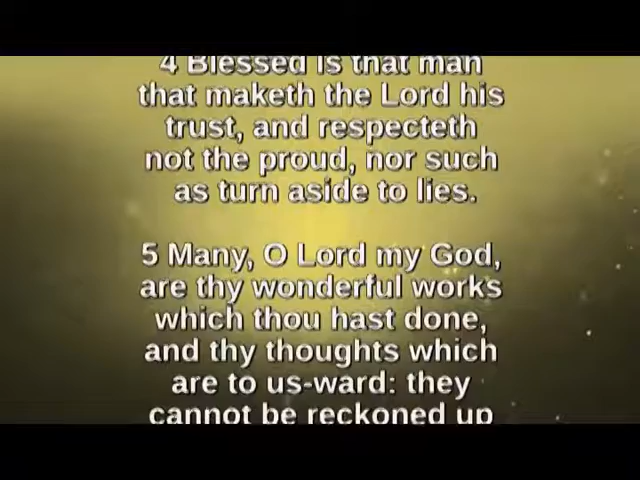 4 Blessed is that man
that maketh the Lord his
trust, and respecteth
not the proud, nor such
as turn aside to lies.
5 Many, O Lord my God,
are thy wonderful works
which thou hast done,
and thy thoughts which
are to us-ward: they
cannot be reckoned up